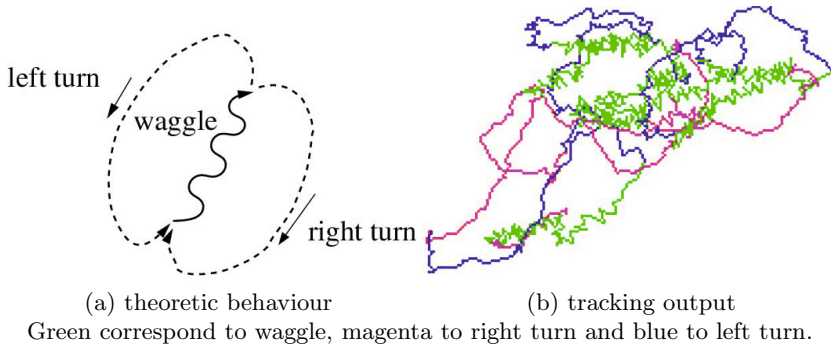 left turn
waggle
right turn
(a) theoretic behaviour
(b) tracking output
Green correspond to waggle, magenta to right turn and blue to left turn.